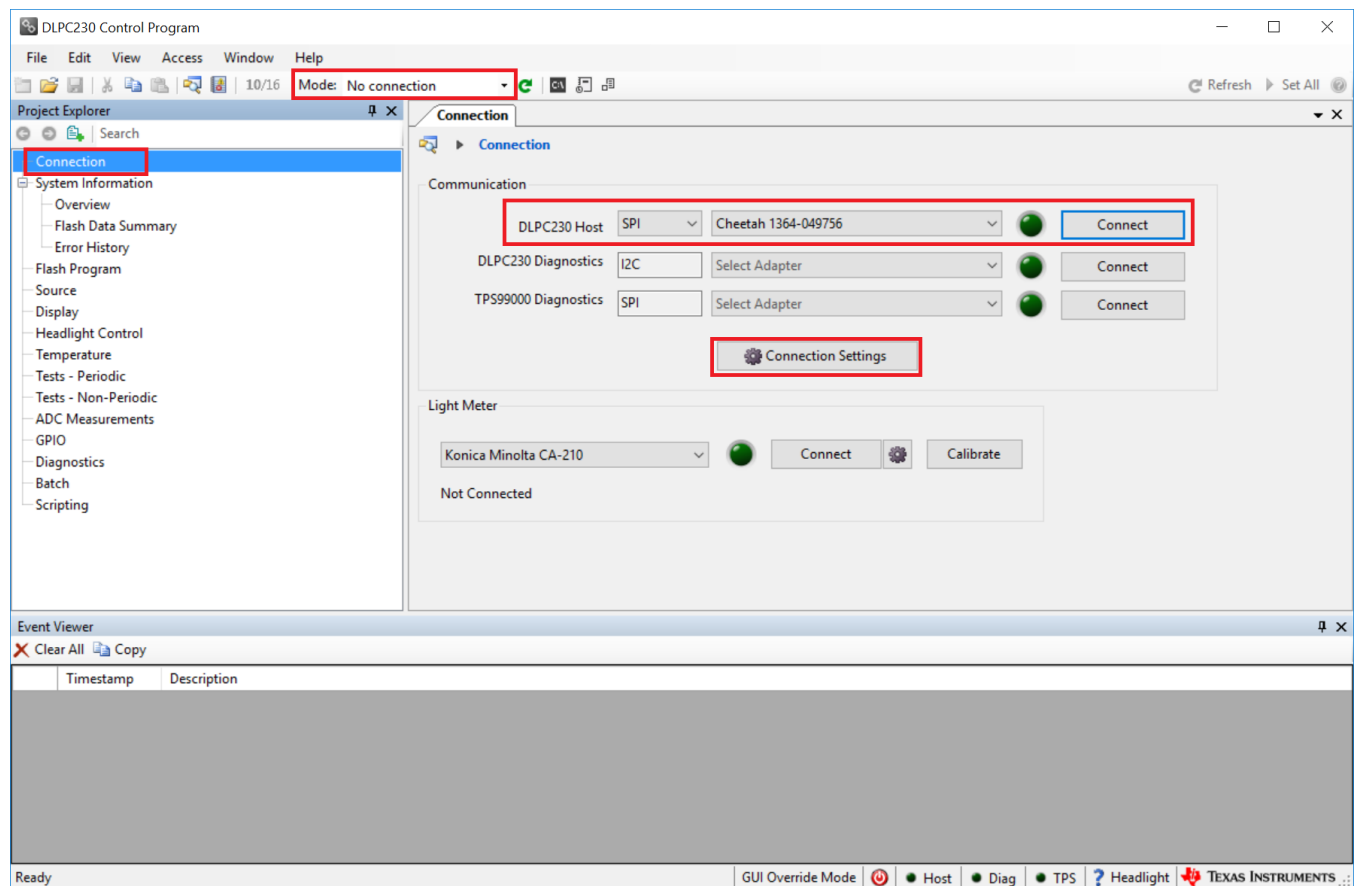 DLPC230 Control Program
File Edit View Access Window Help
10/16 Mode: No connection C:\ Refresh Set All
Project Explorer
Search
Connection
System Information
Overview
Flash Data Summary
Error History
Flash Program
Source
Display
Headlight Control
Temperature
Tests - Periodic
Tests - Non-Periodic
ADC Measurements
GPIO
Diagnostics
Batch
Scripting
Connection
Connection
Communication
DLPC230 Host SPI Cheetah 1364-049756 Connect
DLPC230 Diagnostics I2C Select Adapter Connect
TPS99000 Diagnostics SPI Select Adapter Connect
Connection Settings
Light Meter
Konica Minolta CA-210 Connect Calibrate
Not Connected
Event Viewer
Clear All Copy
Timestamp Description
Ready GUI Override Mode Host Diag TPS ? Headlight TEXAS INSTRUMENTS